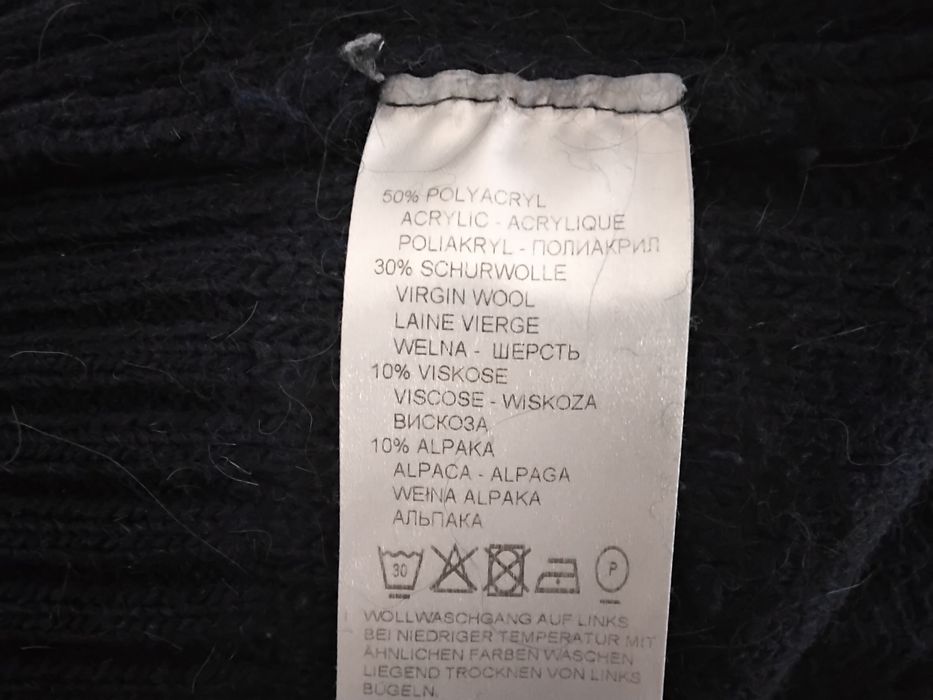 50% POLYACRYL
ACRYLIC - ACRYLIQUE
POLIAKRYL - ПОЛИАКРИЛ
30% SCHURWOLLE
VIRGIN WOOL
LAINE VIERGE
WELNA - ШЕРСТЬ
10% VISKOSE
VISCOSE - WISKOZA
ВИСКОЗА
10% ALPAKA
ALPACA - ALPAGA
WEŁNA ALPAKA
АЛЬПАКА
30 P
WOLLWASCHGANG AUF LINKS
BEI NIEDRIGER TEMPERATUR MIT
ÄHNLICHEN FARBEN WASCHEN
LIEGEND TROCKNEN VON LINKS
BÜGELN.